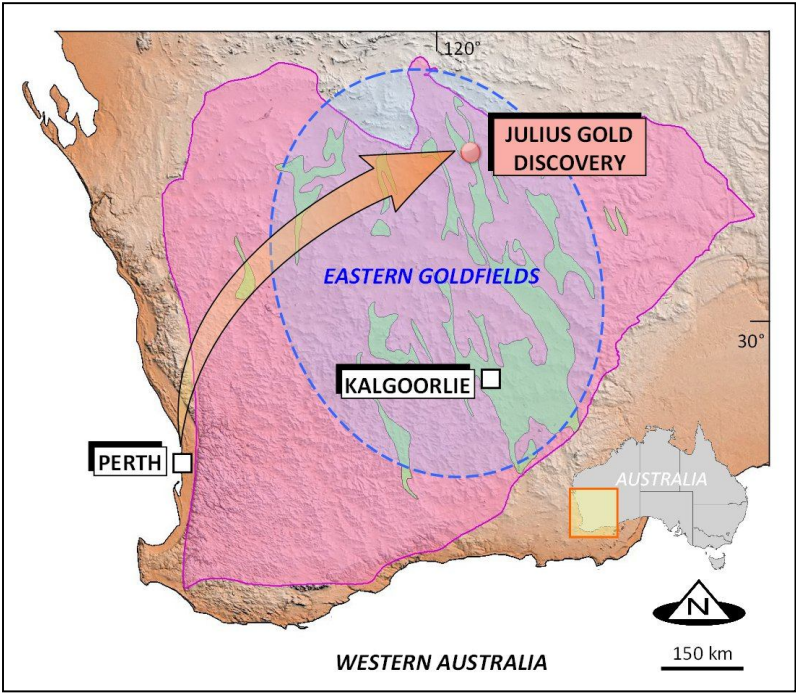 120°
JULIUS GOLD
DISCOVERY
EASTERN GOLDFIELDS
30°
KALGOORLIE
PERTH
AUSTRALIA
N
150 km
WESTERN AUSTRALIA